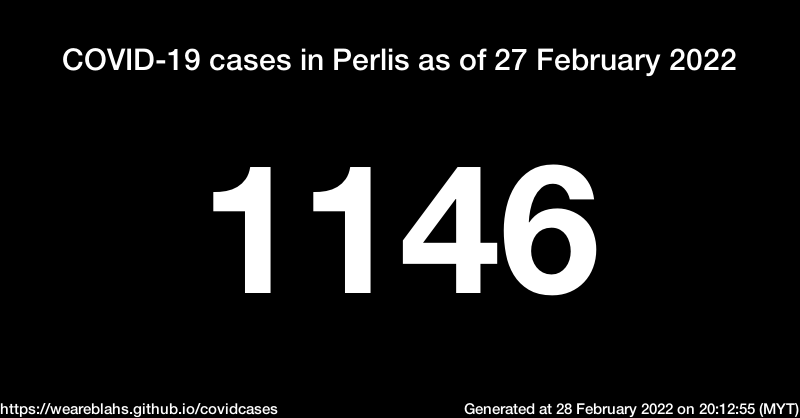 COVID-19 cases in Perlis as of 27 February 2022
1146
https://weareblahs.github.io/covidcases
Generated at 28 February 2022 on 20:12:55 (MYT)